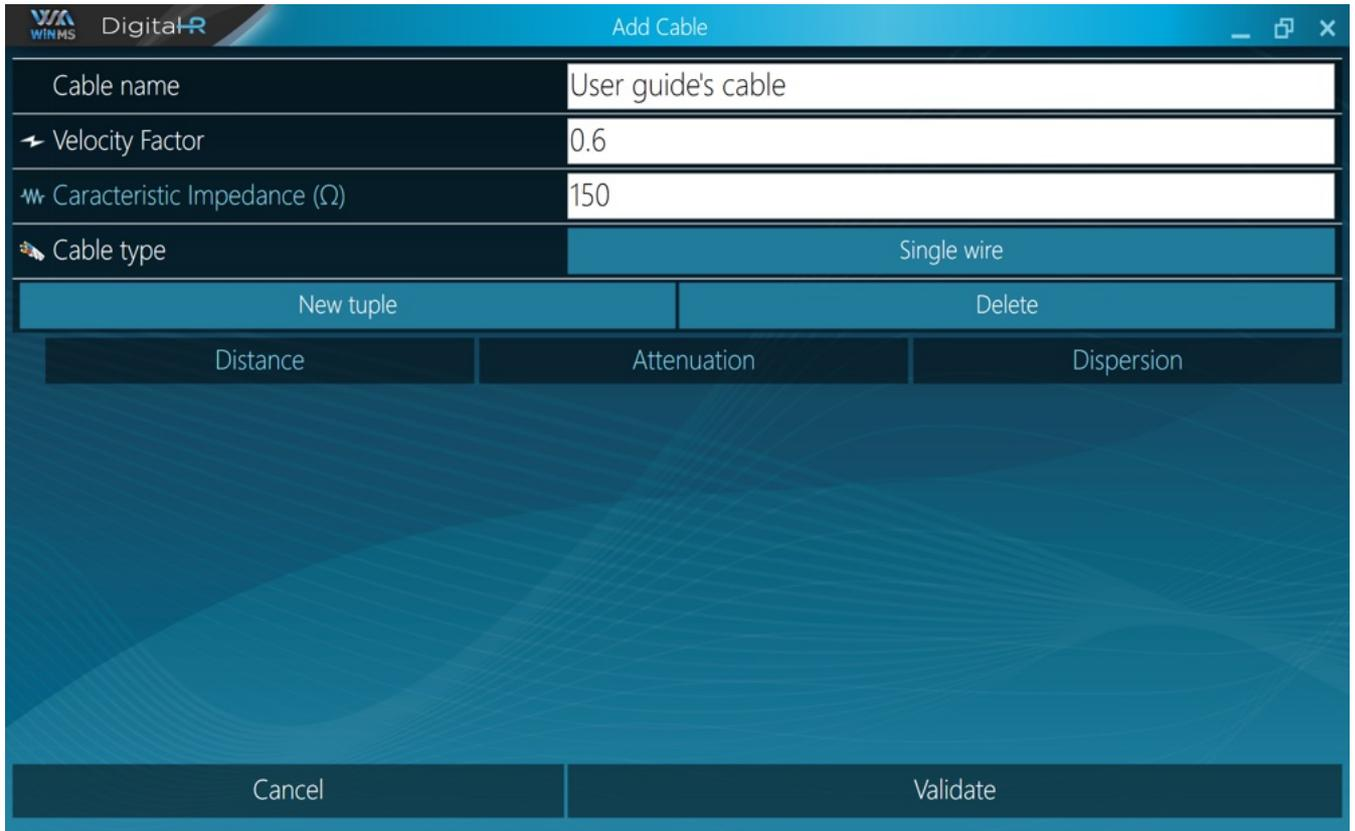 WiNMS Digital-R Add Cable
Cable name User guide's cable
Velocity Factor 0.6
Caracteristic Impedance (Ω) 150
Cable type Single wire
New tuple Delete
Distance Attenuation Dispersion
Cancel Validate